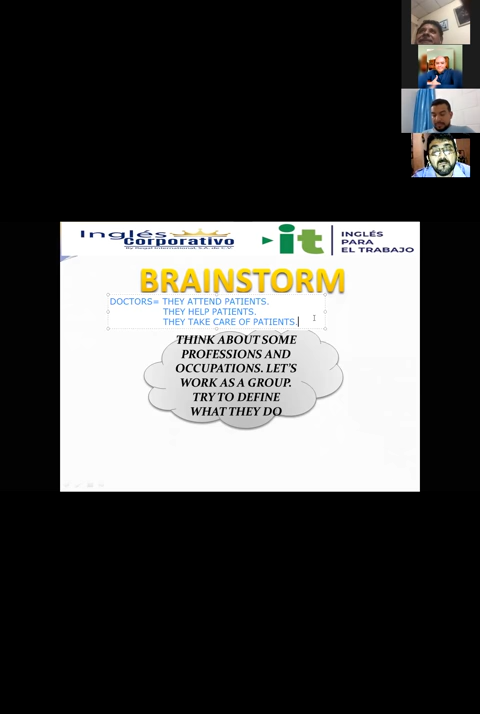 Inglés
Corporativo
it
INGLÉS
PARA
EL TRABAJO
BRAINSTORM
DOCTORS= THEY ATTEND PATIENTS.
THEY HELP PATIENTS.
THEY TAKE CARE OF PATIENTS.
THINK ABOUT SOME
PROFESSIONS AND
OCCUPATIONS. LET'S
WORK AS A GROUP.
TRY TO DEFINE
WHAT THEY DO